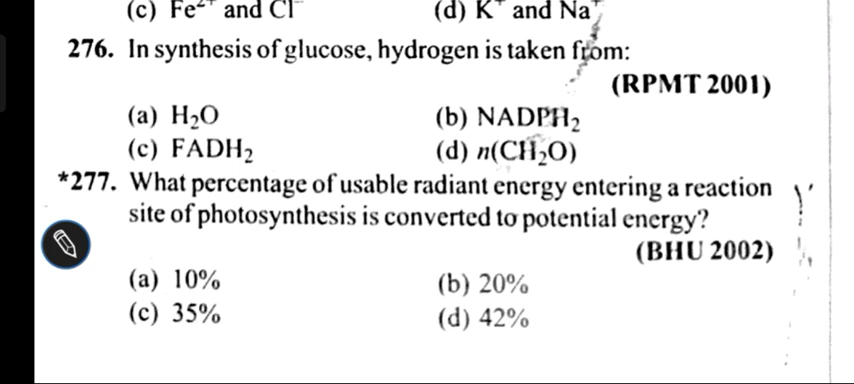 (c) Fe²⁺ and Cl⁻ (d) K⁺ and Na⁺
276. In synthesis of glucose, hydrogen is taken from:
(RPMT 2001)
(a) H₂O (b) NADPH₂
(c) FADH₂ (d) n(CH₂O)
*277. What percentage of usable radiant energy entering a reaction
site of photosynthesis is converted to potential energy?
(BHU 2002)
(a) 10% (b) 20%
(c) 35% (d) 42%